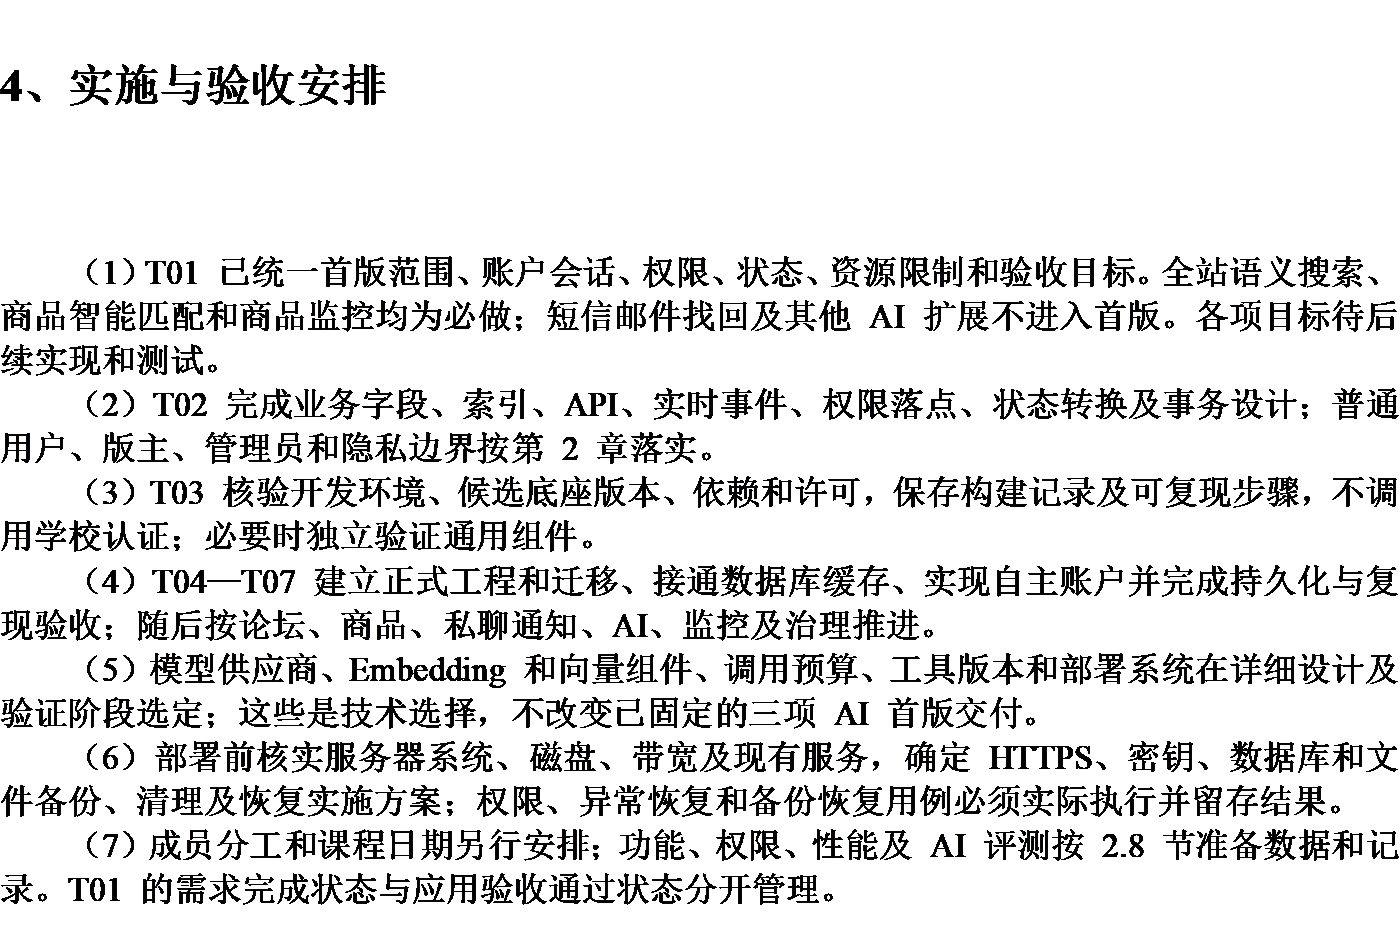 4、实施与验收安排
（1）T01 已统一首版范围、账户会话、权限、状态、资源限制和验收目标。全站语义搜索、
商品智能匹配和商品监控均为必做；短信邮件找回及其他 AI 扩展不进入首版。各项目标待后
续实现和测试。
（2）T02 完成业务字段、索引、API、实时事件、权限落点、状态转换及事务设计；普通
用户、版主、管理员和隐私边界按第 2 章落实。
（3）T03 核验开发环境、候选底座版本、依赖和许可，保存构建记录及可复现步骤，不调
用学校认证；必要时独立验证通用组件。
（4）T04—T07 建立正式工程和迁移、接通数据库缓存、实现自主账户并完成持久化与复
现验收；随后按论坛、商品、私聊通知、AI、监控及治理推进。
（5）模型供应商、Embedding 和向量组件、调用预算、工具版本和部署系统在详细设计及
验证阶段选定；这些是技术选择，不改变已固定的三项 AI 首版交付。
（6）部署前核实服务器系统、磁盘、带宽及现有服务，确定 HTTPS、密钥、数据库和文
件备份、清理及恢复实施方案；权限、异常恢复和备份恢复用例必须实际执行并留存结果。
（7）成员分工和课程日期另行安排；功能、权限、性能及 AI 评测按 2.8 节准备数据和记
录。T01 的需求完成状态与应用验收通过状态分开管理。